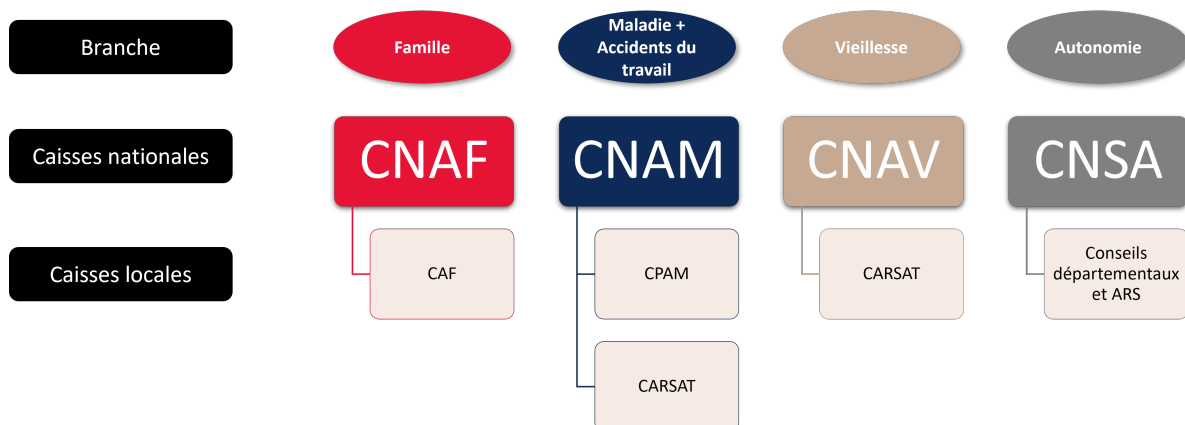 Branche
Famille
Maladie +
Accidents du
travail
Vieillesse
Autonomie
Caisses nationales
CNAF
CNAM
CNAV
CNSA
Caisses locales
CAF
CPAM
CARSAT
Conseils
départementaux
et ARS
CARSAT